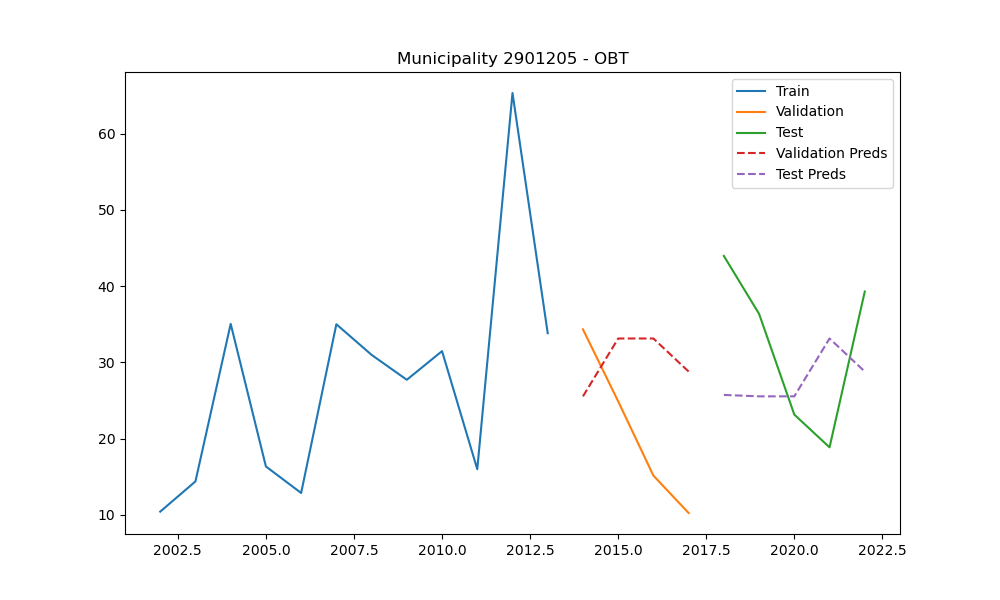 Municipality 2901205 - OBT
Train
Validation
Test
Validation Preds
Test Preds
60
50
40
30
20
10
2002.5 2005.0 2007.5 2010.0 2012.5 2015.0 2017.5 2020.0 2022.5